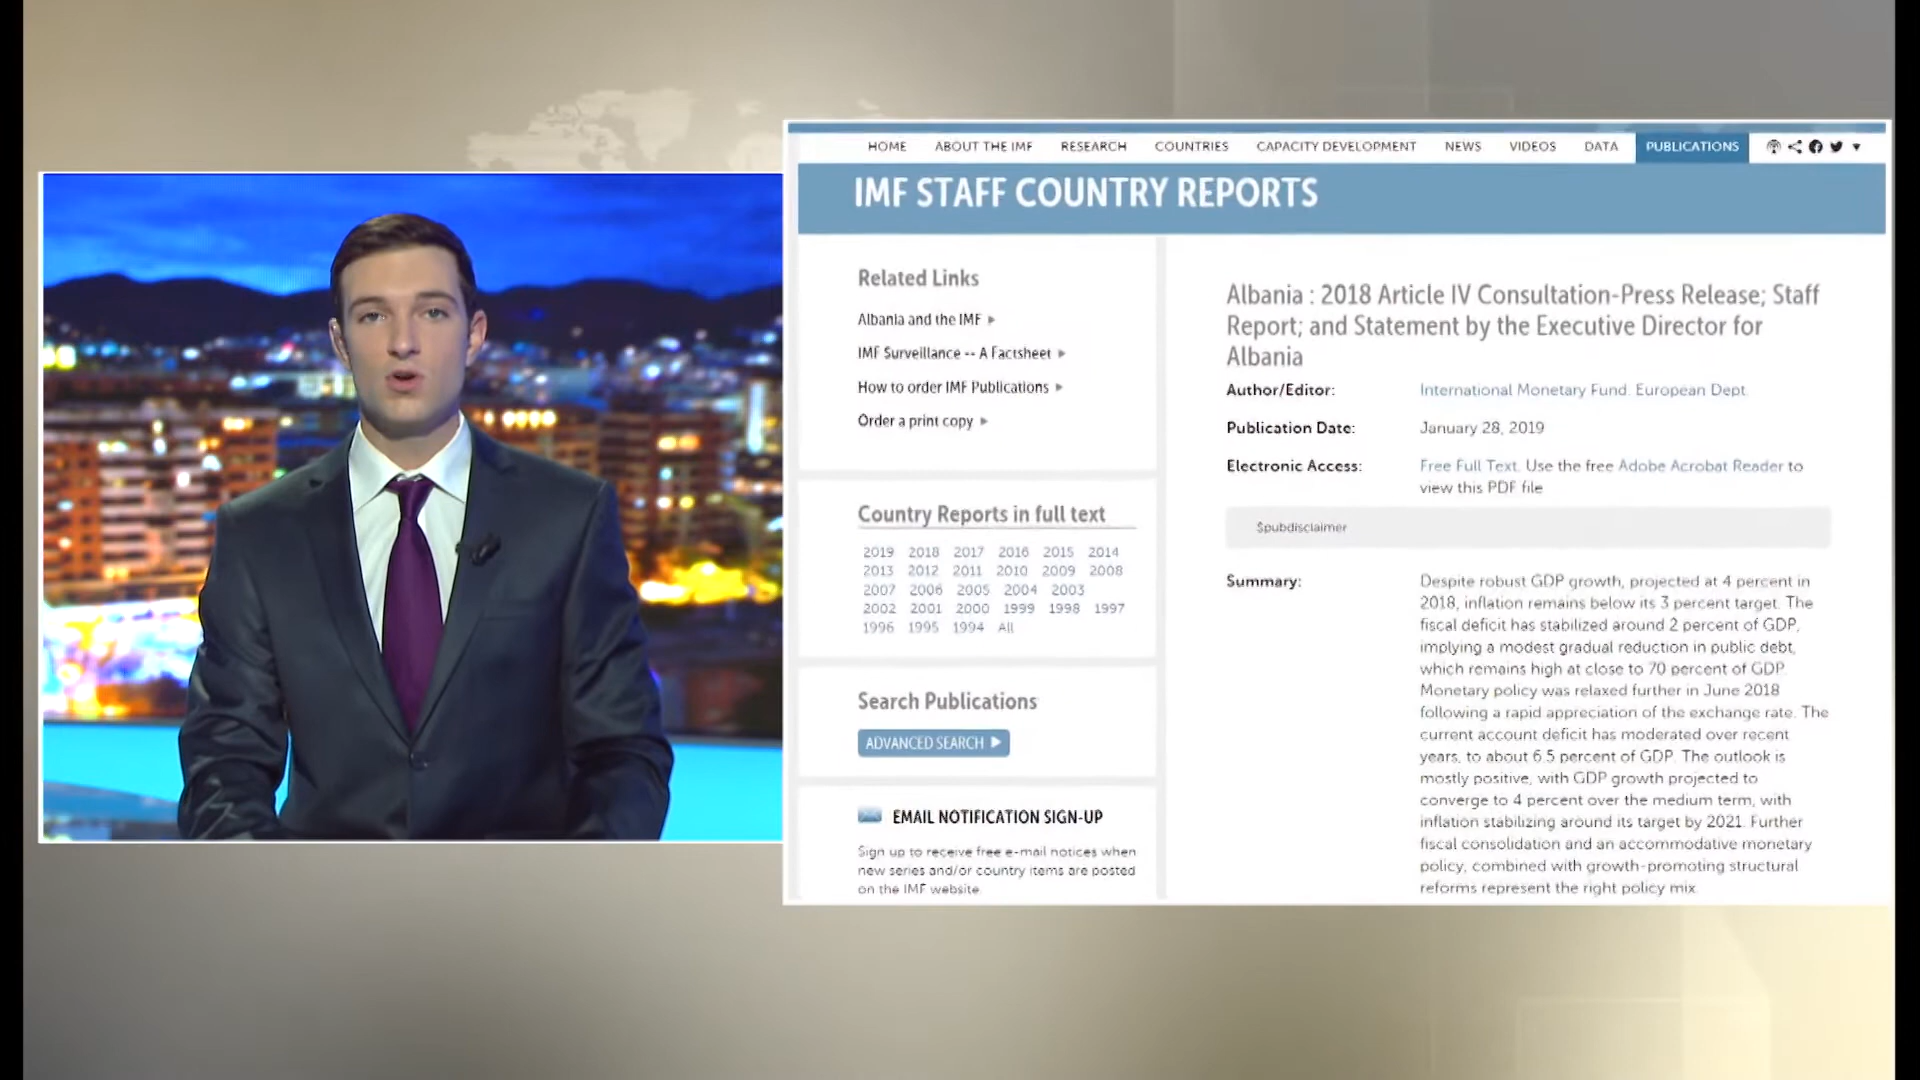 HOME ABOUT THE IMF RESEARCH COUNTRIES CAPACITY DEVELOPMENT NEWS VIDEOS DATA PUBLICATIONS
IMF STAFF COUNTRY REPORTS
Related Links
Albania and the IMF
IMF Surveillance -- A Factsheet
How to order IMF Publications
Order a print copy
Country Reports in full text
2019 2018 2017 2016 2015 2014
2013 2012 2011 2010 2009 2008
2007 2006 2005 2004 2003
2002 2001 2000 1999 1998 1997
1996 1995 1994 All
Search Publications
ADVANCED SEARCH
EMAIL NOTIFICATION SIGN-UP
Sign up to receive free e-mail notices when
new series and/or country items are posted
on the IMF website.
Albania : 2018 Article IV Consultation-Press Release; Staff
Report; and Statement by the Executive Director for
Albania
Author/Editor: International Monetary Fund. European Dept.
Publication Date: January 28, 2019
Electronic Access: Free Full Text. Use the free Adobe Acrobat Reader to
view this PDF file
$pubdisclaimer
Summary: Despite robust GDP growth, projected at 4 percent in
2018, inflation remains below its 3 percent target. The
fiscal deficit has stabilized around 2 percent of GDP,
implying a modest gradual reduction in public debt,
which remains high at close to 70 percent of GDP.
Monetary policy was relaxed further in June 2018
following a rapid appreciation of the exchange rate. The
current account deficit has moderated over recent
years, to about 6.5 percent of GDP. The outlook is
mostly positive, with GDP growth projected to
converge to 4 percent over the medium term, with
inflation stabilizing around its target by 2021. Further
fiscal consolidation and an accommodative monetary
policy, combined with growth-promoting structural
reforms represent the right policy mix.